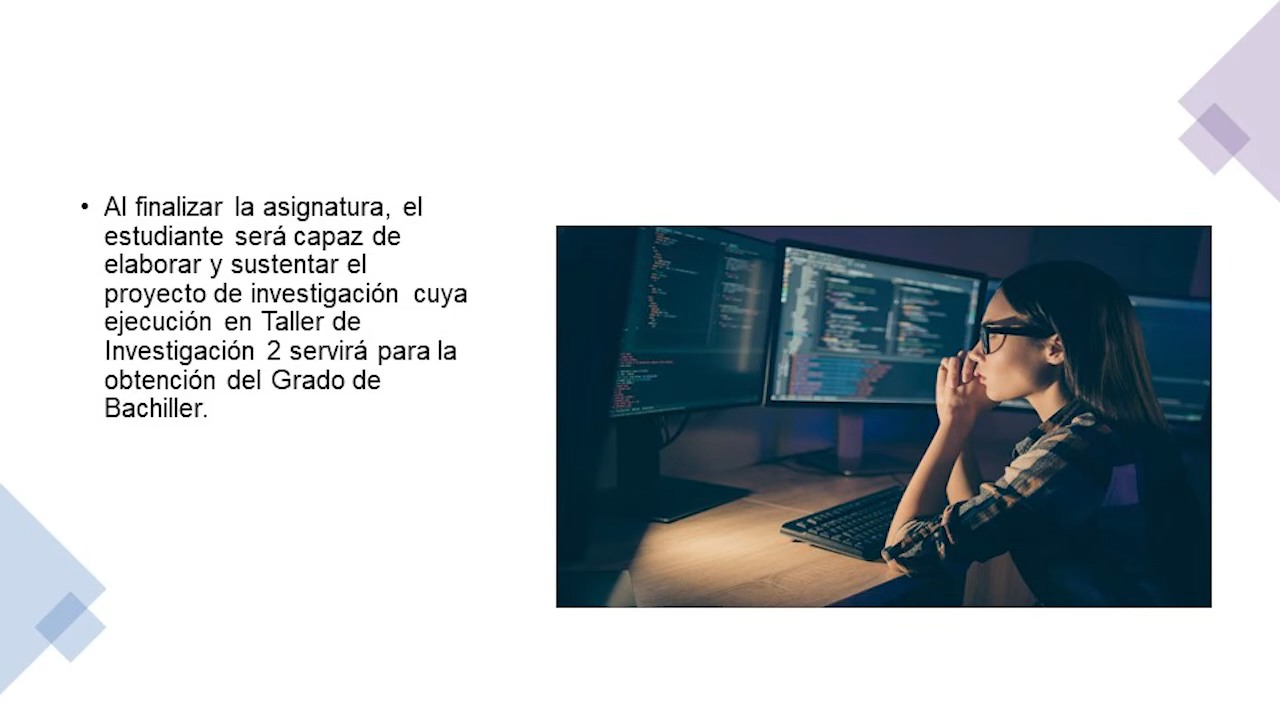 • Al finalizar la asignatura, el
estudiante será capaz de
elaborar y sustentar el
proyecto de investigación cuya
ejecución en Taller de
Investigación 2 servirá para la
obtención del Grado de
Bachiller.